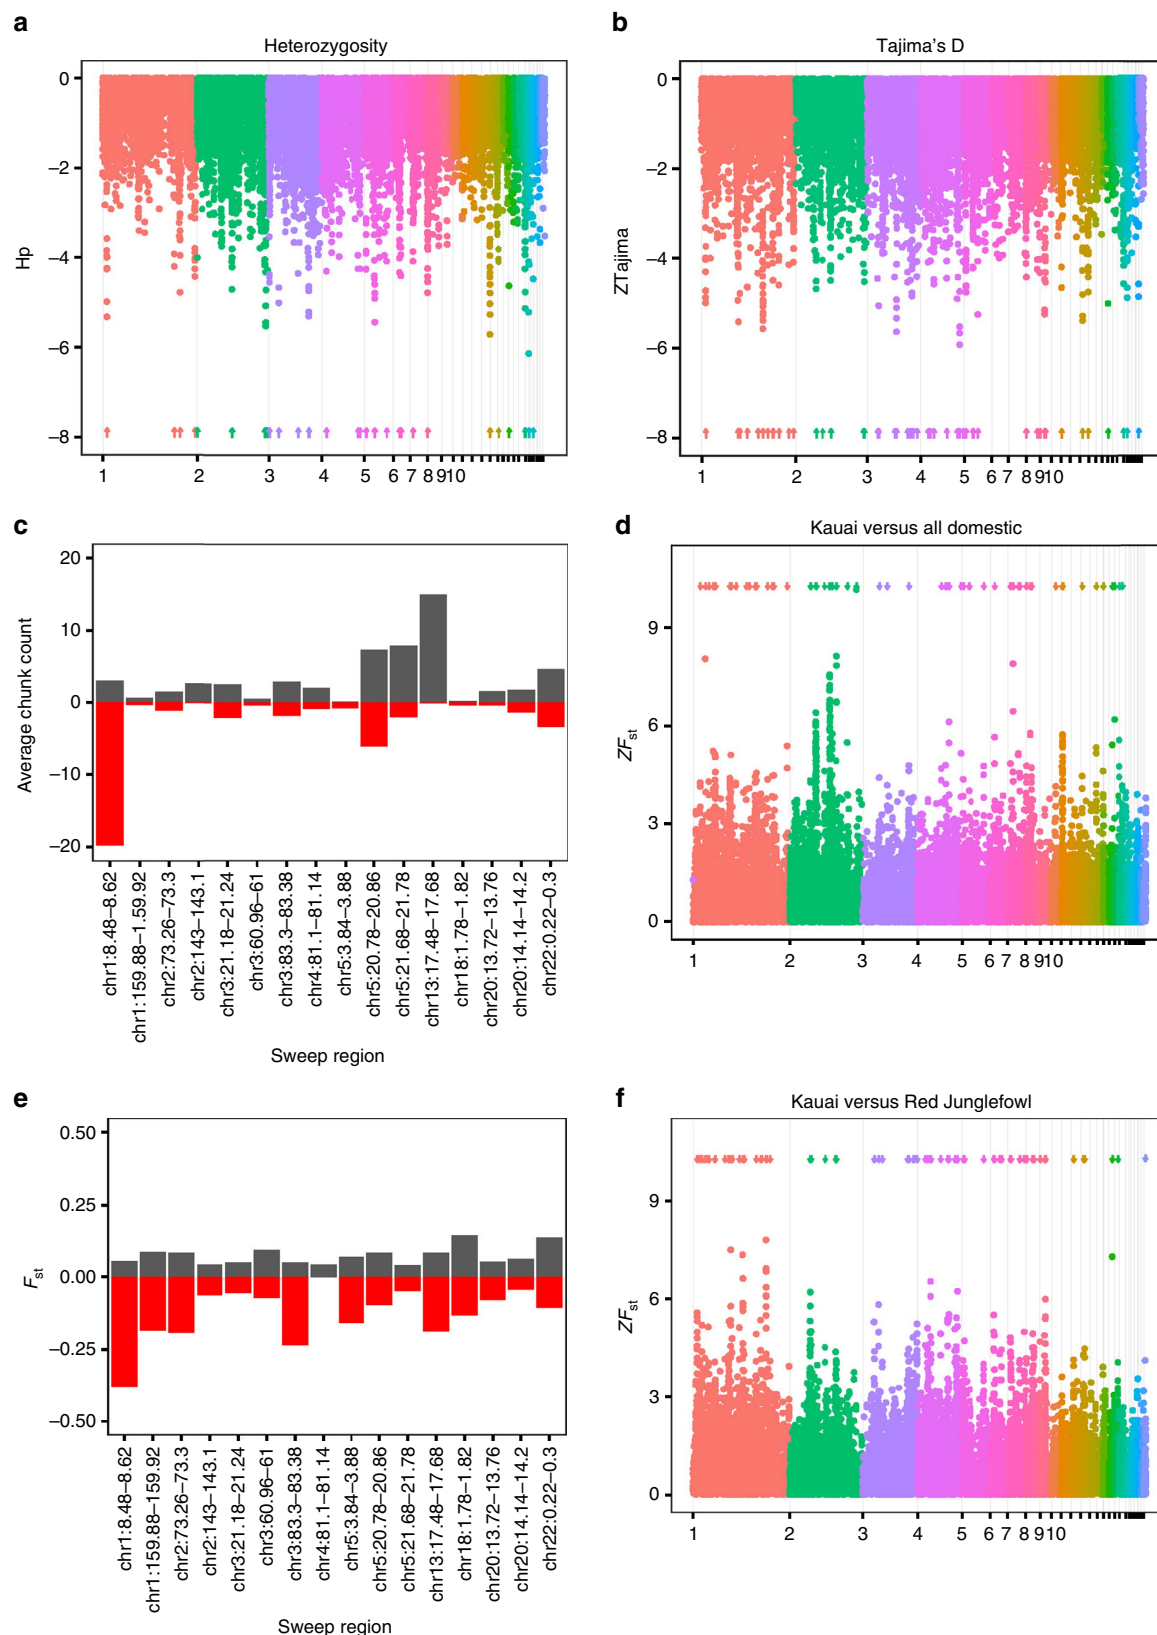 a
Heterozygosity
Hp
0
−2
−4
−6
−8
1 2 3 4 5 6 7 8 9 10
b
Tajima's D
ZTajima
0
−2
−4
−6
−8
1 2 3 4 5 6 7 8 9 10
c
Average chunk count
20
10
0
−10
−20
chr1:8.48–8.62
chr1:159.88–1.59.92
chr2:73.26–73.3
chr2:143–143.1
chr3:21.18–21.24
chr3:60.96–61
chr3:83.3–83.38
chr4:81.1–81.14
chr5:3.84–3.88
chr5:20.78–20.86
chr5:21.68–21.78
chr13:17.48–17.68
chr18:1.78–1.82
chr20:13.72–13.76
chr20:14.14–14.2
chr22:0.22–0.3
Sweep region
d
Kauai versus all domestic
ZFst
9
6
3
0
1 2 3 4 5 6 7 8 9 10
e
Fst
0.50
0.25
0.00
−0.25
−0.50
chr1:8.48–8.62
chr1:159.88–159.92
chr2:73.26–73.3
chr2:143–143.1
chr3:21.18–21.24
chr3:60.96–61
chr3:83.3–83.38
chr4:81.1–81.14
chr5:3.84–3.88
chr5:20.78–20.86
chr5:21.68–21.78
chr13:17.48–17.68
chr18:1.78–1.82
chr20:13.72–13.76
chr20:14.14–14.2
chr22:0.22–0.3
Sweep region
f
Kauai versus Red Junglefowl
ZFst
9
6
3
0
1 2 3 4 5 6 7 8 9 10